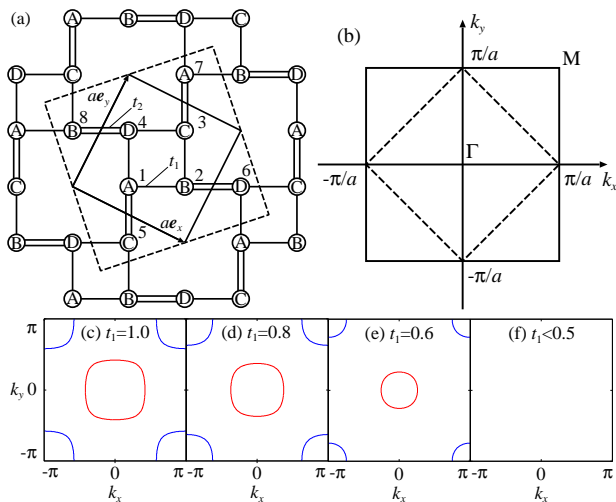 (a)
A B D C
D C A B D
7
ae_y t_2
A B D C A
8 4 3
1 t_1 2 6
C A B D C
5 ae_x
B D C A B
A B D C
(b)
k_y
π/a M
Γ
-π/a π/a k_x
-π/a
(c) t_1=1.0 (d) t_1=0.8 (e) t_1=0.6 (f) t_1<0.5
π
k_y 0
-π
-π 0 π -π 0 π -π 0 π -π 0 π
k_x k_x k_x k_x